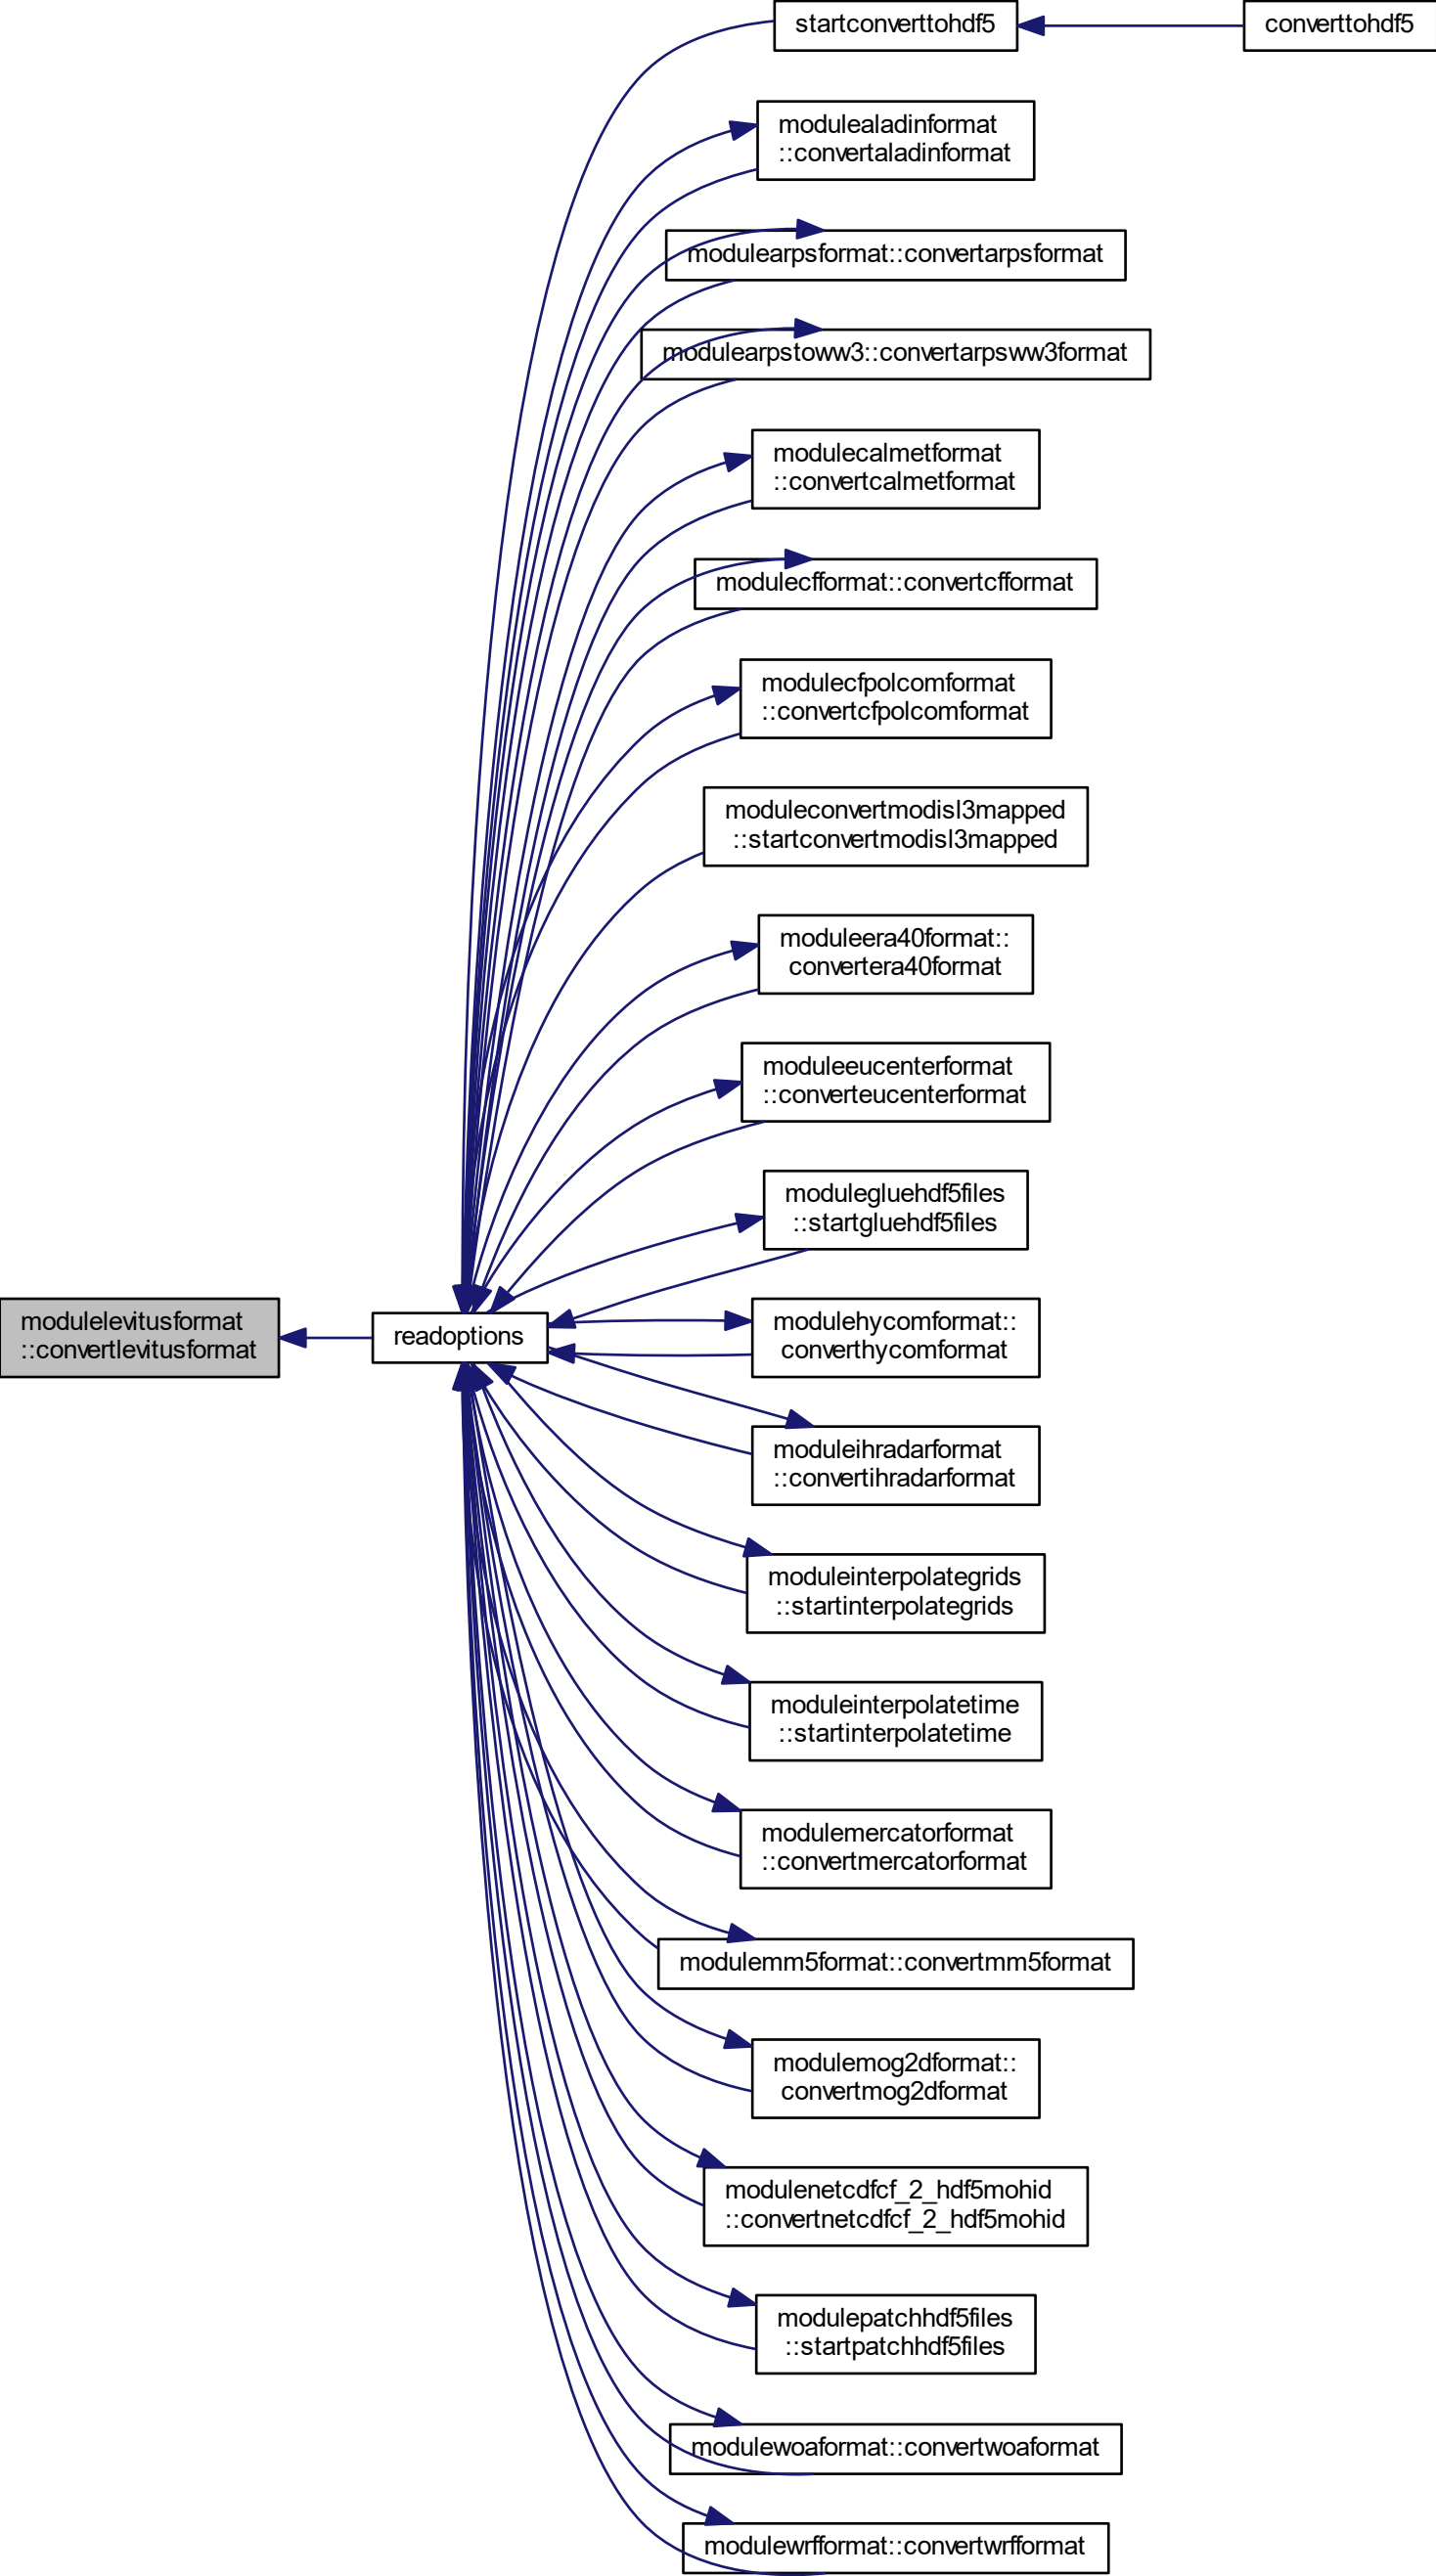 startconverttohdf5
converttohdf5
modulealadinformat
::convertaladinformat
modulearpsformat::convertarpsformat
modulearpstoww3::convertarpsww3format
modulecalmetformat
::convertcalmetformat
modulecfformat::convertcfformat
modulecfpolcomformat
::convertcfpolcomformat
moduleconvertmodisl3mapped
::startconvertmodisl3mapped
moduleera40format::
convertera40format
moduleeucenterformat
::converteucenterformat
modulegluehdf5files
::startgluehdf5files
modulelevitusformat
::convertlevitusformat
readoptions
modulehycomformat::
converthycomformat
moduleihradarformat
::convertihradarformat
moduleinterpolategrids
::startinterpolategrids
moduleinterpolatetime
::startinterpolatetime
modulemercatorformat
::convertmercatorformat
modulemm5format::convertmm5format
modulemog2dformat::
convertmog2dformat
modulenetcdfcf_2_hdf5mohid
::convertnetcdfcf_2_hdf5mohid
modulepatchhdf5files
::startpatchhdf5files
modulewoaformat::convertwoaformat
modulewrfformat::convertwrfformat